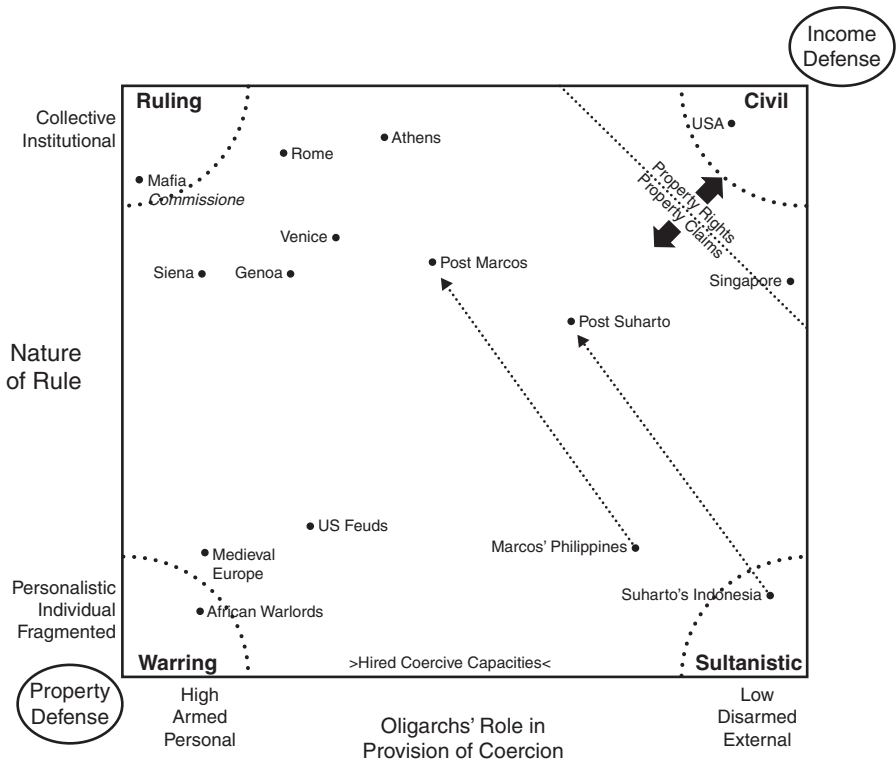 Income
Defense
Ruling
Civil
Collective
Institutional
USA
Athens
Rome
Mafia
Commissione
Property Rights
Property Claims
Venice
Siena
Genoa
Post Marcos
Singapore
Post Suharto
Nature
of Rule
US Feuds
Marcos’ Philippines
Medieval
Europe
Suharto’s Indonesia
Personalistic
Individual
Fragmented
African Warlords
Warring
>Hired Coercive Capacities<
Sultanistic
Property
Defense
High
Armed
Personal
Low
Disarmed
External
Oligarchs’ Role in
Provision of Coercion